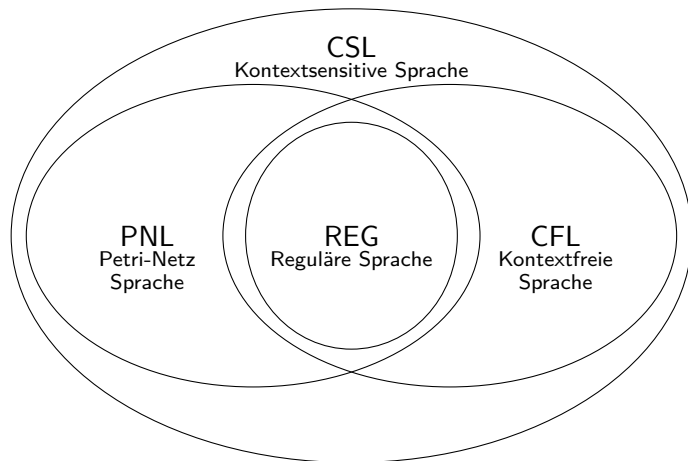 CSL
Kontextsensitive Sprache
PNL
Petri-Netz
Sprache
REG
Reguläre Sprache
CFL
Kontextfreie
Sprache